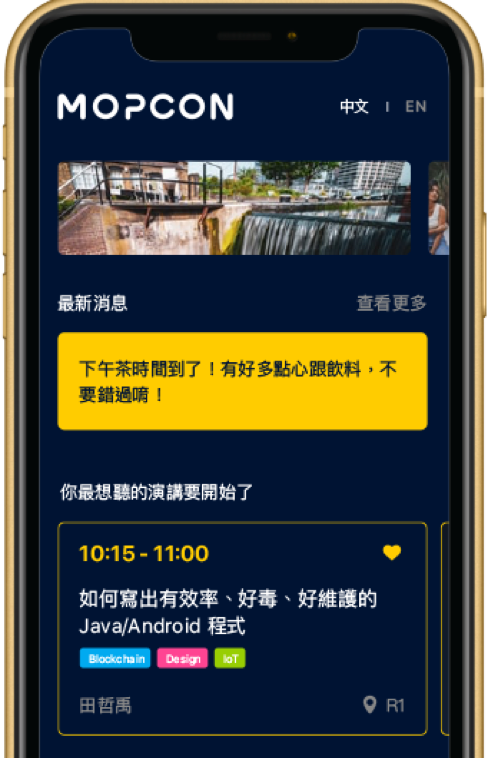 MOPCON
中文 | EN
最新消息 查看更多
下午茶時間到了！有好多點心跟飲料，不
要錯過唷！
你最想聽的演講要開始了
10:15 - 11:00
如何寫出有效率、好毒、好維護的
Java/Android 程式
Blockchain Design IoT
田哲禹 R1